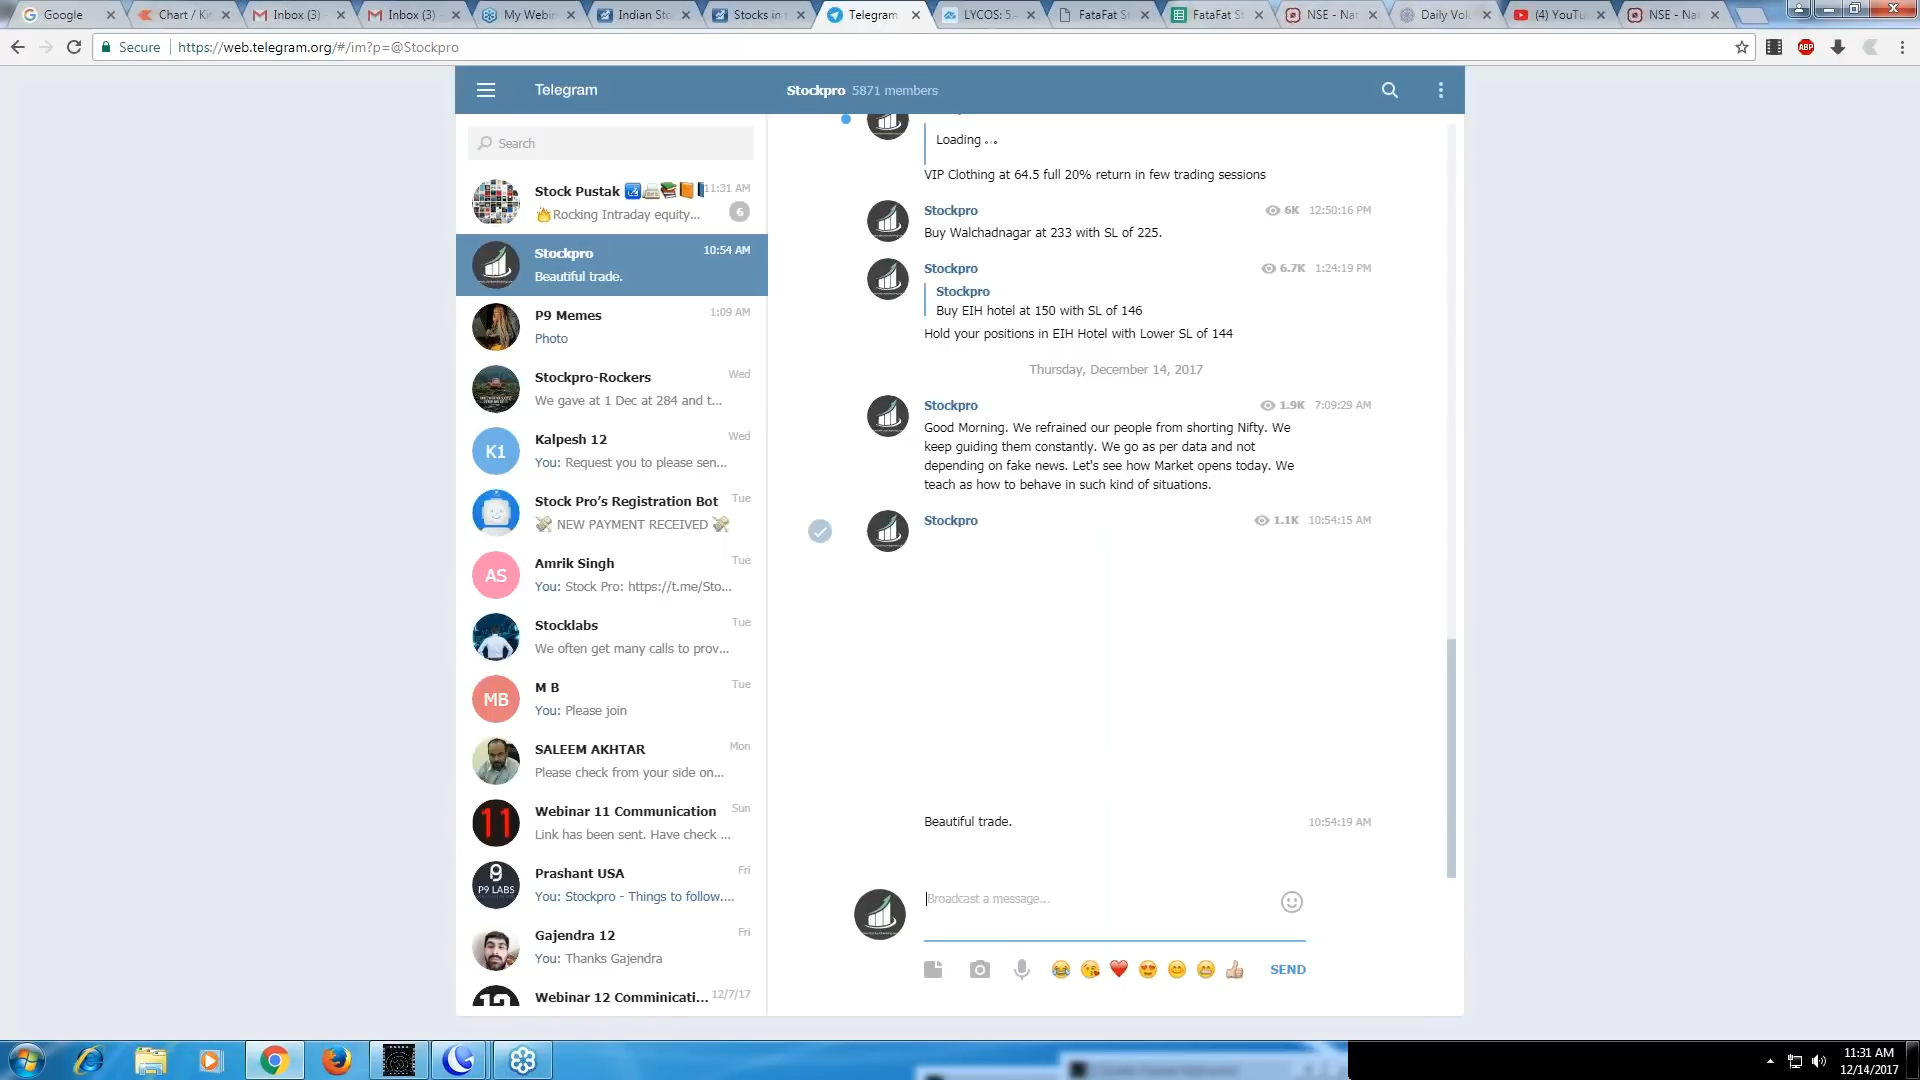 Google
Chart / Ki
Inbox (3)
Inbox (3)
My Webin
Indian Sto
Stocks in
Telegram
LYCOS: 5.
FataFat S
FataFat S
NSE - Nat
Daily Volu
(4) YouTu
NSE - Nat
Secure
https://web.telegram.org/#/im?p=@Stockpro
ABP
Telegram
Stockpro 5871 members
Search
Stock Pustak
11:31 AM
Rocking Intraday equity...
6
Stockpro
10:54 AM
Beautiful trade.
P9 Memes
1:09 AM
Photo
Stockpro-Rockers
Wed
We gave at 1 Dec at 284 and t...
K1
Kalpesh 12
Wed
You: Request you to please sen...
Stock Pro’s Registration Bot
Tue
NEW PAYMENT RECEIVED
AS
Amrik Singh
Tue
You: Stock Pro: https://t.me/Sto...
Stocklabs
Tue
We often get many calls to prov...
MB
M B
Tue
You: Please join
SALEEM AKHTAR
Mon
Please check from your side on...
11
Webinar 11 Communication
Sun
Link has been sent. Have check ...
P9 LABS
Prashant USA
Fri
You: Stockpro - Things to follow....
Gajendra 12
Fri
You: Thanks Gajendra
12
Webinar 12 Comminicati...
12/7/17
Loading
VIP Clothing at 64.5 full 20% return in few trading sessions
Stockpro
6K 12:50:16 PM
Buy Walchadnagar at 233 with SL of 225.
Stockpro
6.7K 1:24:19 PM
Stockpro
Buy EIH hotel at 150 with SL of 146
Hold your positions in EIH Hotel with Lower SL of 144
Thursday, December 14, 2017
Stockpro
1.9K 7:09:29 AM
Good Morning. We refrained our people from shorting Nifty. We
keep guiding them constantly. We go as per data and not
depending on fake news. Let's see how Market opens today. We
teach as how to behave in such kind of situations.
Stockpro
1.1K 10:54:15 AM
Beautiful trade.
10:54:19 AM
Broadcast a message...
SEND
11:31 AM
12/14/2017